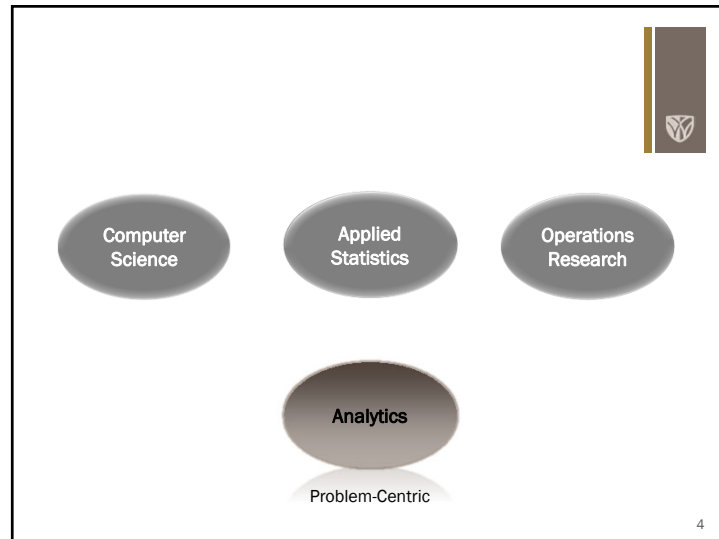 Computer
Science
Applied
Statistics
Operations
Research
Analytics
Problem-Centric
4